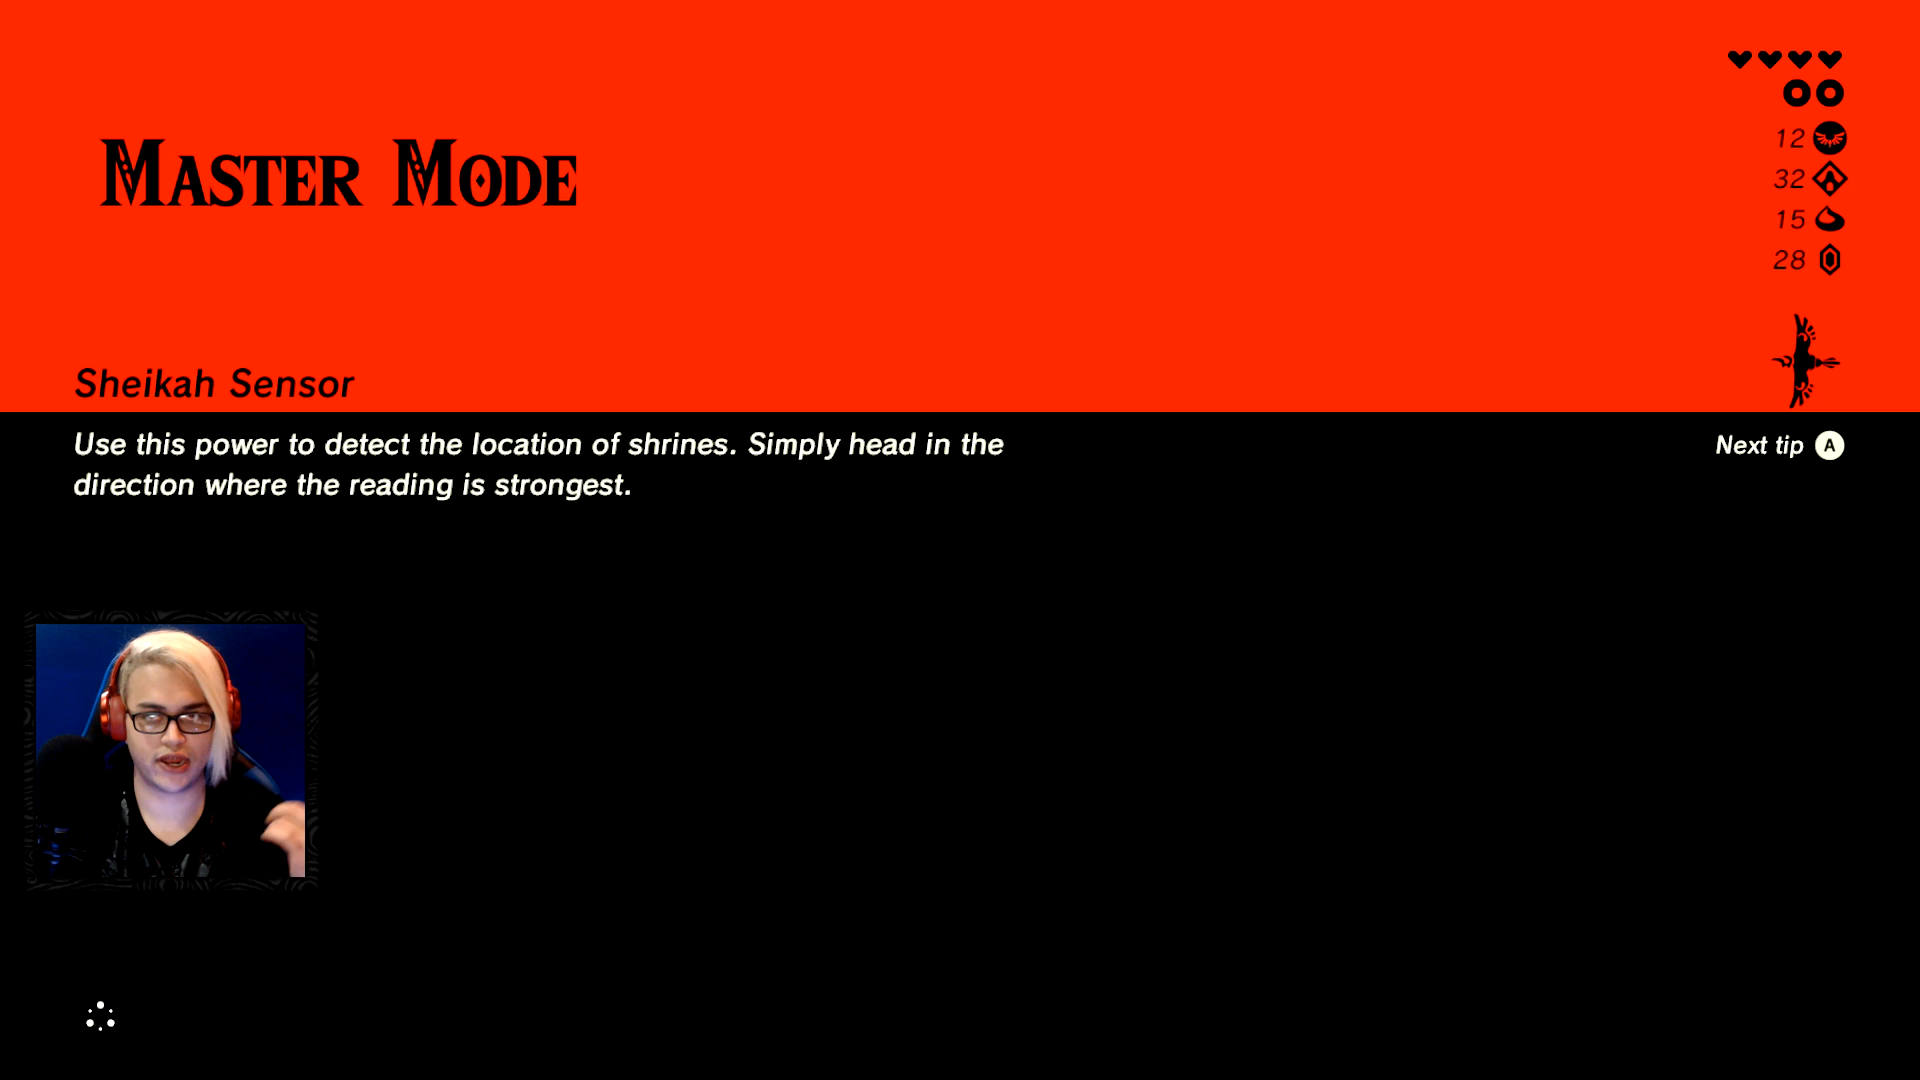 Master Mode
12
32
15
28
Sheikah Sensor
Use this power to detect the location of shrines. Simply head in the
direction where the reading is strongest.
Next tip A